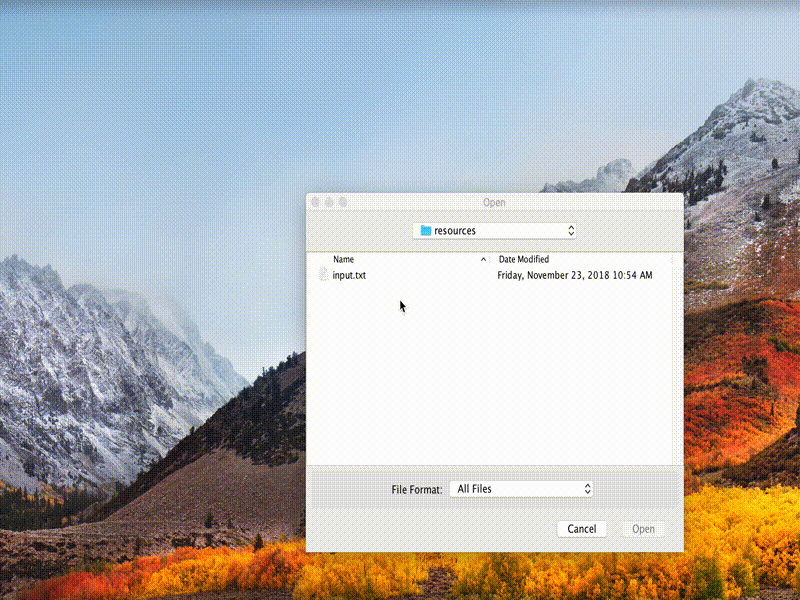 Open
resources
Name Date Modified
input.txt Friday, November 23, 2018 10:54 AM
File Format: All Files
Cancel Open